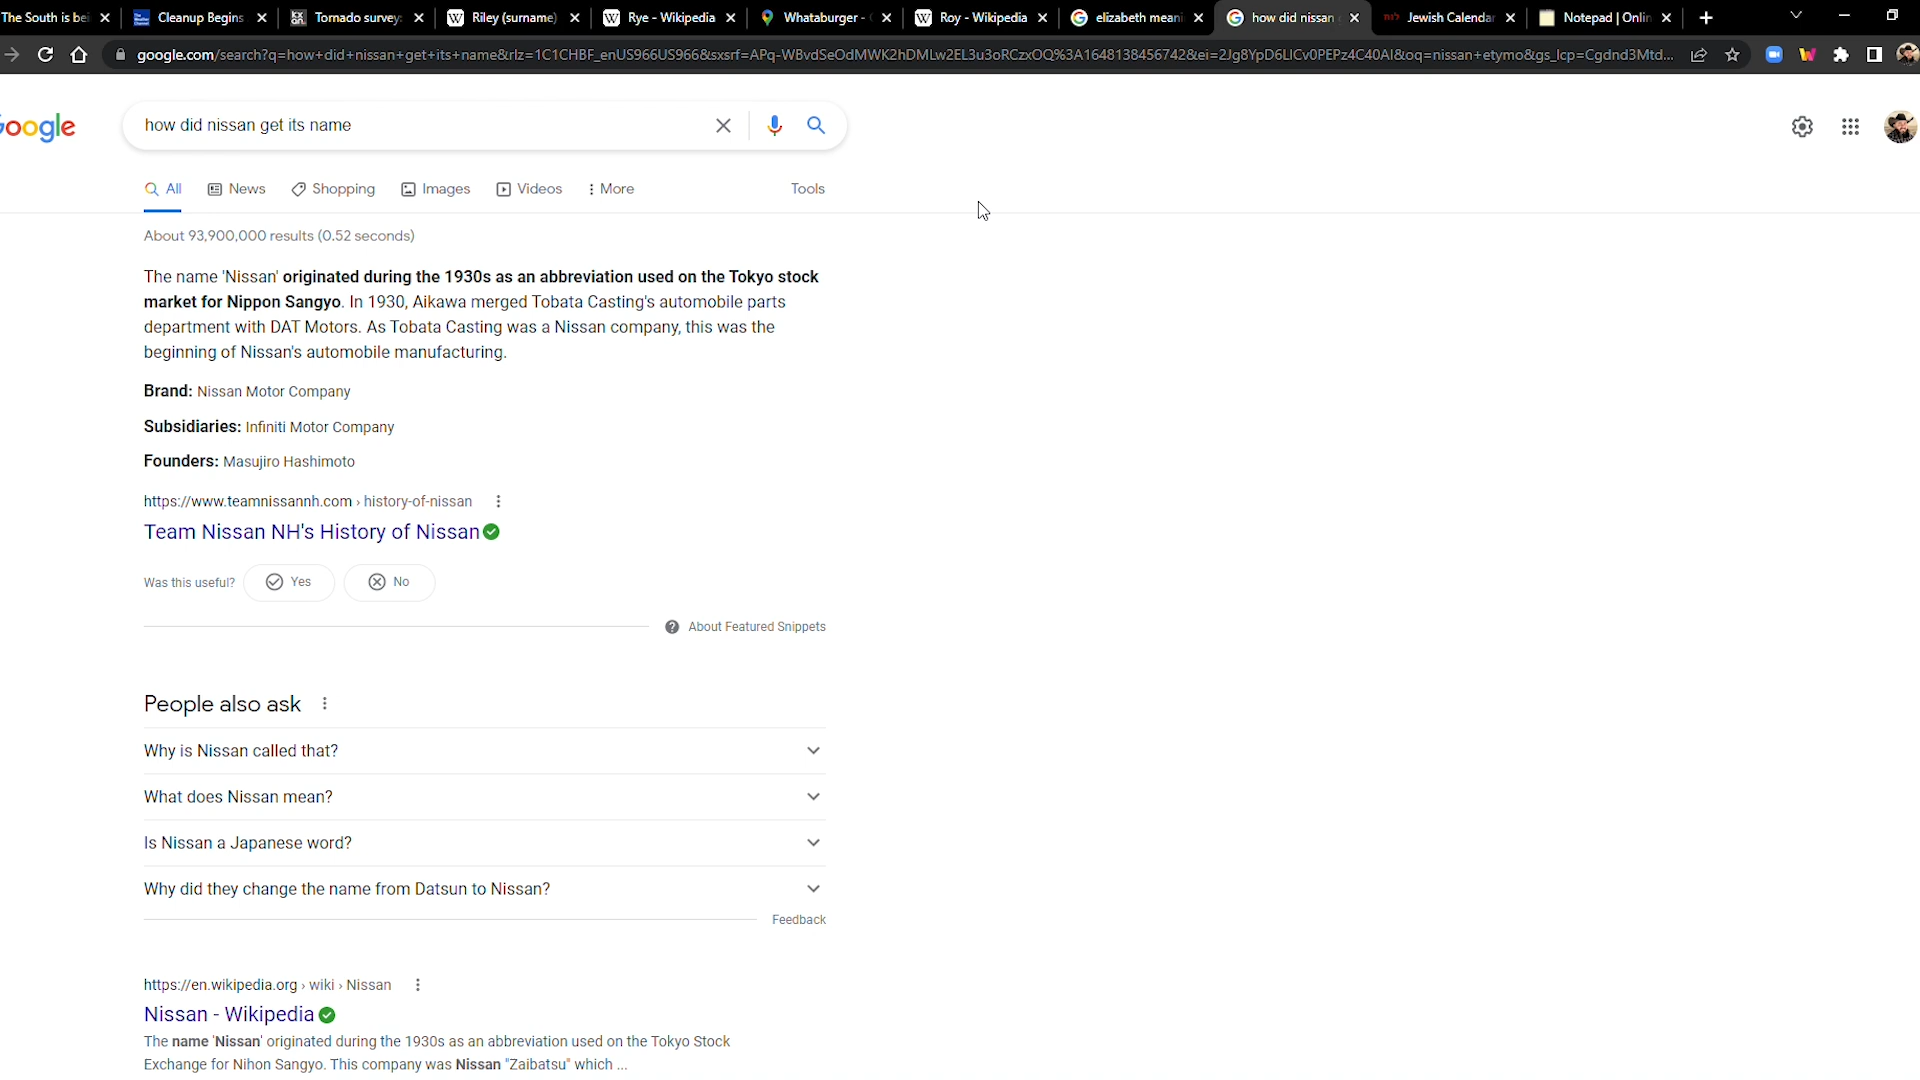 The South is bei
Cleanup Begins
Tornado survey:
Riley (surname)
Rye - Wikipedia
Whataburger -
Roy - Wikipedia
elizabeth meani
how did nissan
Jewish Calendar
Notepad | Onlin
google.com/search?q=how+did+nissan+get+its+name&rlz=1C1CHBF_enUS966US966&sxsrf=APq-WBvdSeOdMWK2hDMLw2EL3u3oRCzxOQ%3A1648138456742&ei=2Jg8YpD6LICv0PEPz4C40AI&oq=nissan+etymo&gs_lcp=Cgdnd3Mtd...
Google
how did nissan get its name
All
News
Shopping
Images
Videos
More
Tools
About 93,900,000 results (0.52 seconds)
The name 'Nissan' originated during the 1930s as an abbreviation used on the Tokyo stock
market for Nippon Sangyo. In 1930, Aikawa merged Tobata Casting's automobile parts
department with DAT Motors. As Tobata Casting was a Nissan company, this was the
beginning of Nissan's automobile manufacturing.
Brand: Nissan Motor Company
Subsidiaries: Infiniti Motor Company
Founders: Masujiro Hashimoto
https://www.teamnissannh.com › history-of-nissan
Team Nissan NH's History of Nissan
Was this useful?
Yes
No
About Featured Snippets
People also ask
Why is Nissan called that?
What does Nissan mean?
Is Nissan a Japanese word?
Why did they change the name from Datsun to Nissan?
Feedback
https://en.wikipedia.org › wiki › Nissan
Nissan - Wikipedia
The name 'Nissan' originated during the 1930s as an abbreviation used on the Tokyo Stock
Exchange for Nihon Sangyo. This company was Nissan "Zaibatsu" which ...